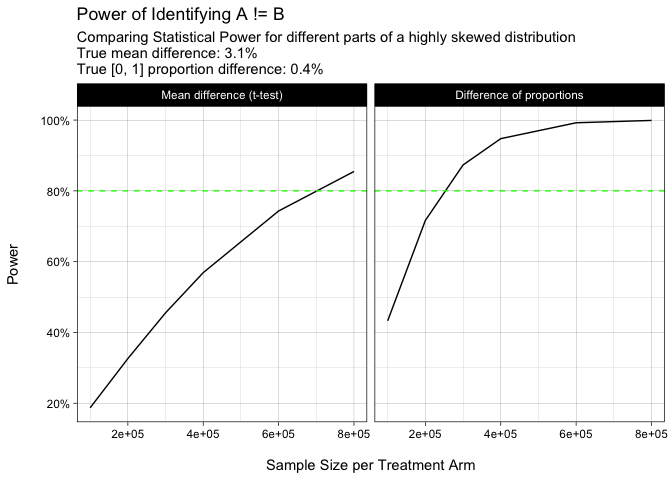 Power of Identifying A != B
Comparing Statistical Power for different parts of a highly skewed distribution
True mean difference: 3.1%
True [0, 1] proportion difference: 0.4%
Mean difference (t-test)
Difference of proportions
100%
80%
60%
40%
20%
Power
2e+05
4e+05
6e+05
8e+05
2e+05
4e+05
6e+05
8e+05
Sample Size per Treatment Arm